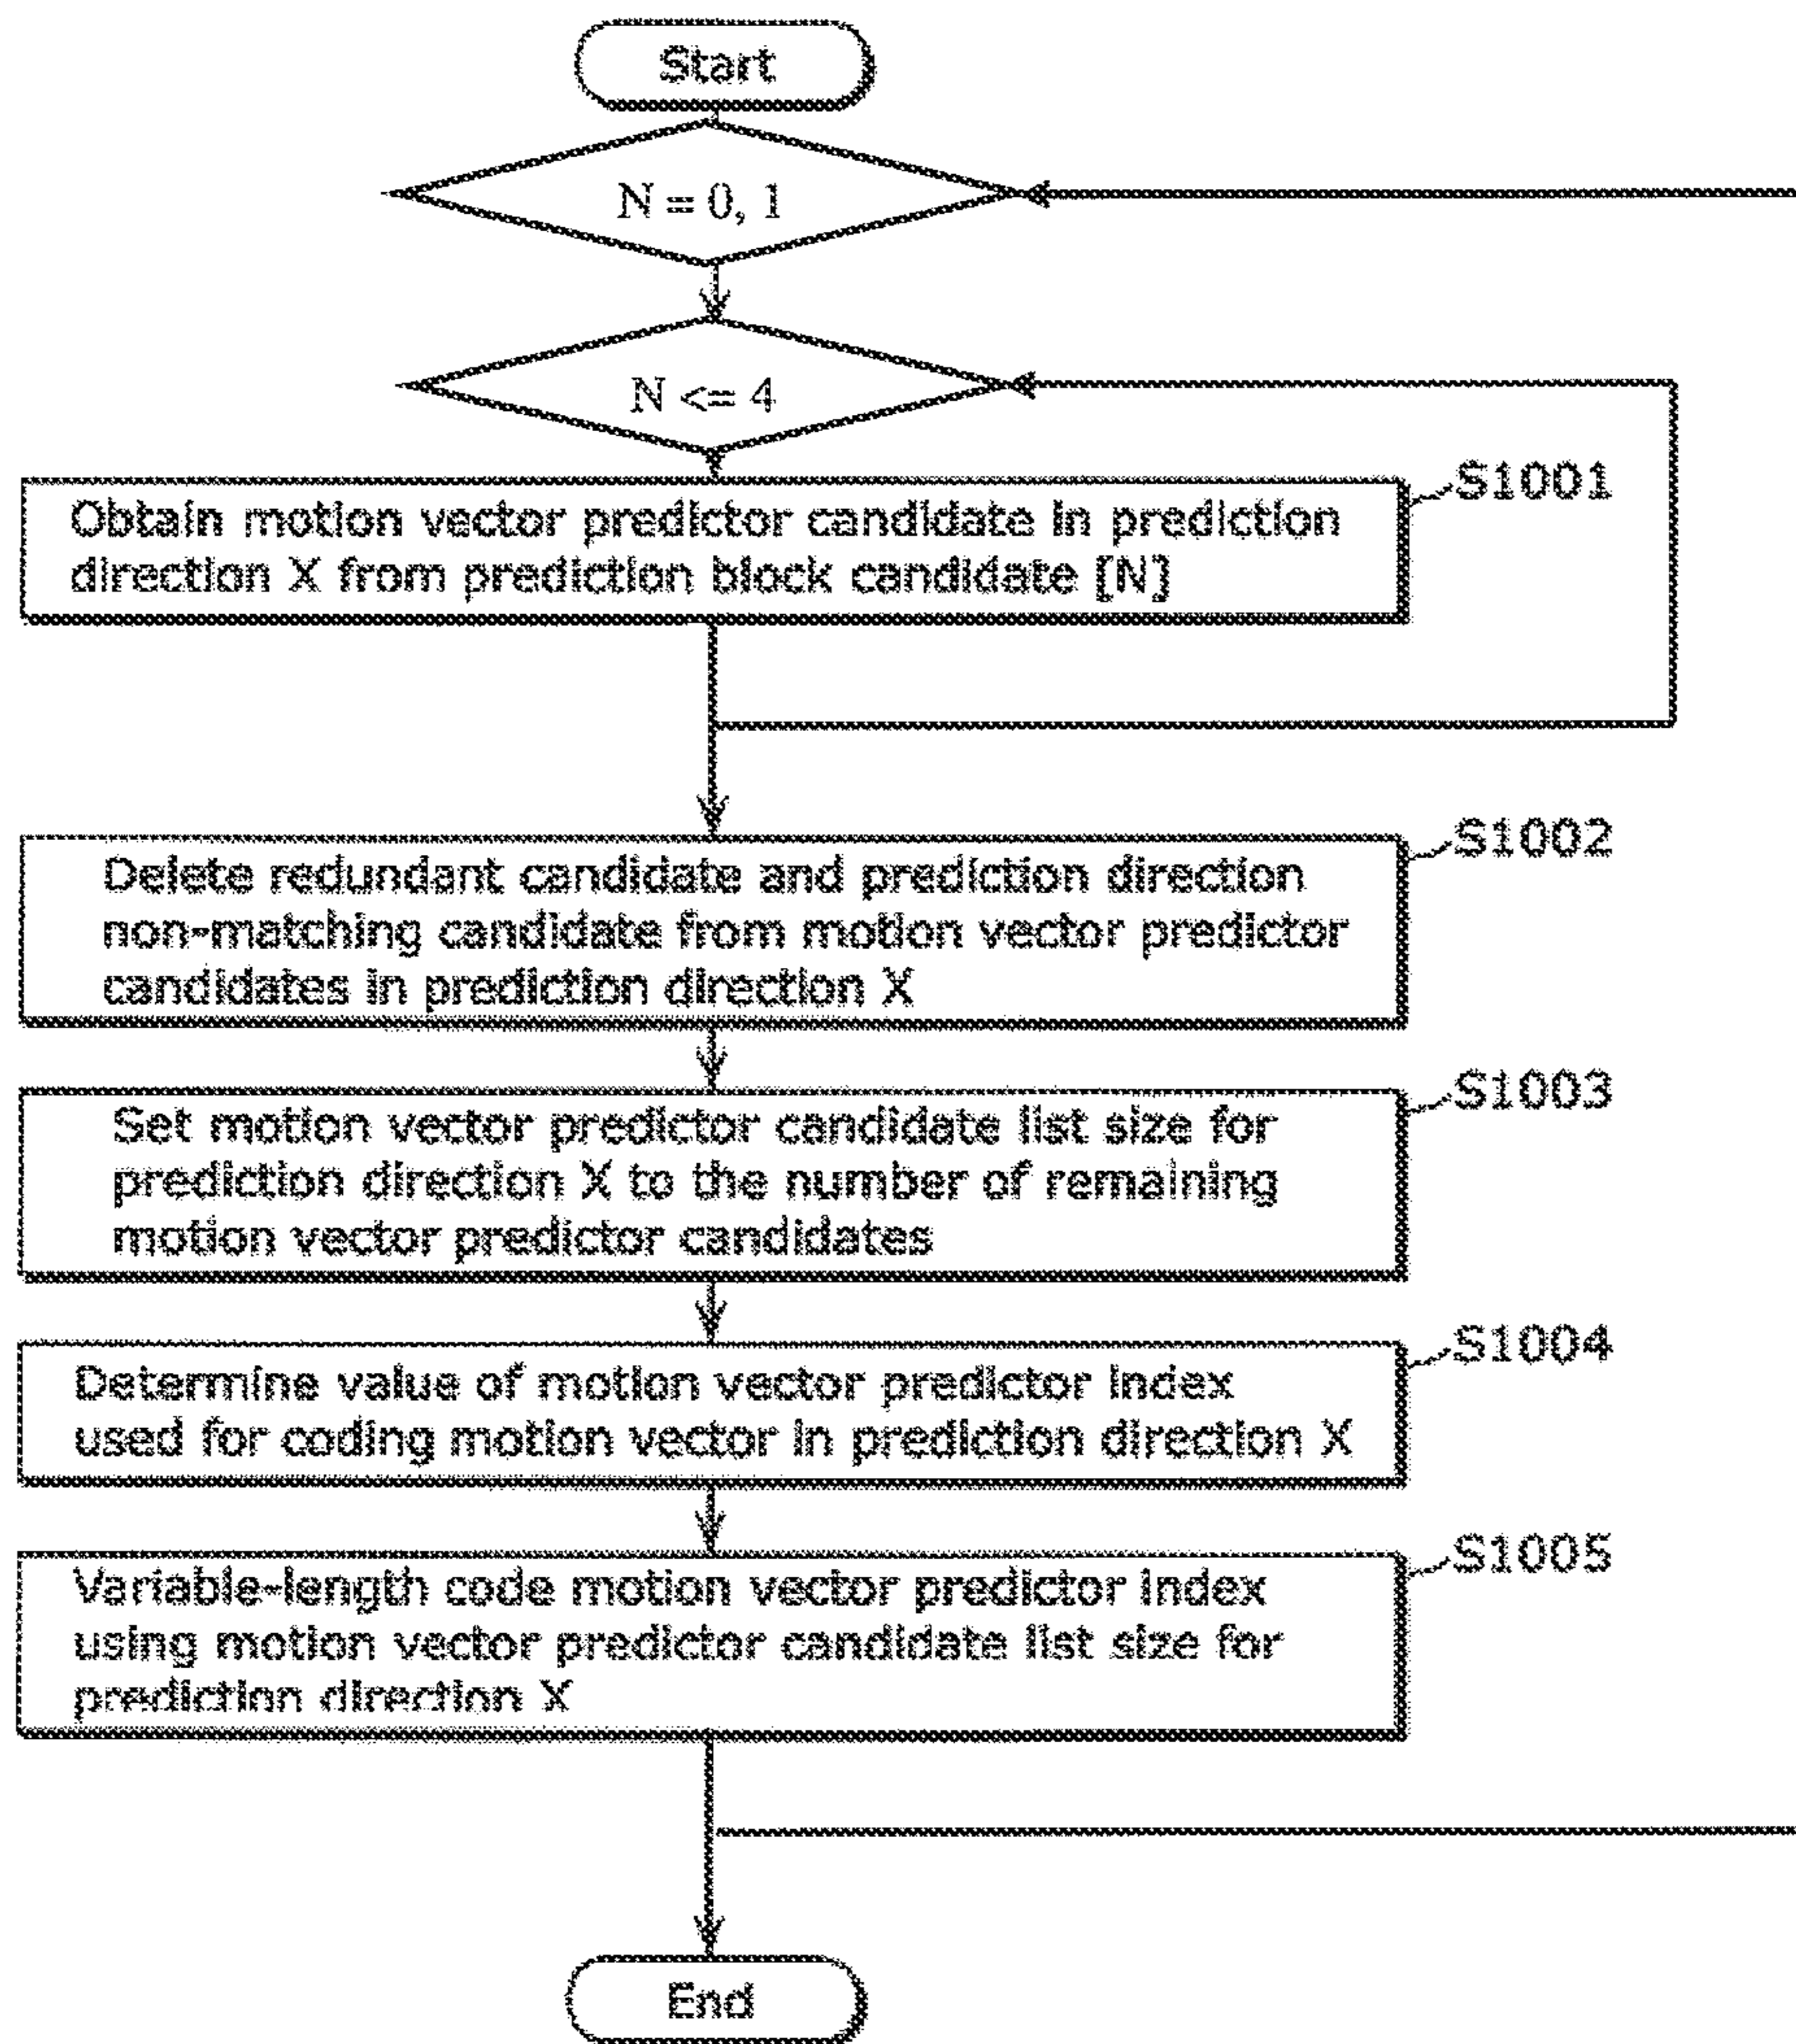 Start
N = 0, 1
N <= 4
S1001
Obtain motion vector predictor candidate in prediction
direction X from prediction block candidate [N]
S1002
Delete redundant candidate and prediction direction
non-matching candidate from motion vector predictor
candidates in prediction direction X
S1003
Set motion vector predictor candidate list size for
prediction direction X to the number of remaining
motion vector predictor candidates
S1004
Determine value of motion vector predictor index
used for coding motion vector in prediction direction X
S1005
Variable-length code motion vector predictor index
using motion vector predictor candidate list size for
prediction direction X
End